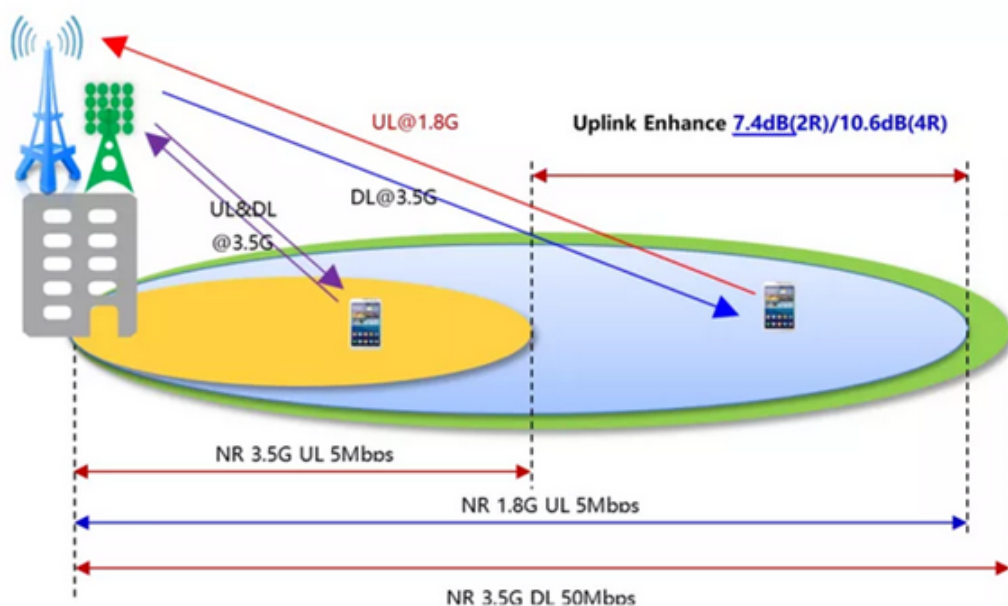 UL@1.8G
Uplink Enhance 7.4dB(2R)/10.6dB(4R)
DL@3.5G
UL&DL
@3.5G
NR 3.5G UL 5Mbps
NR 1.8G UL 5Mbps
NR 3.5G DL 50Mbps